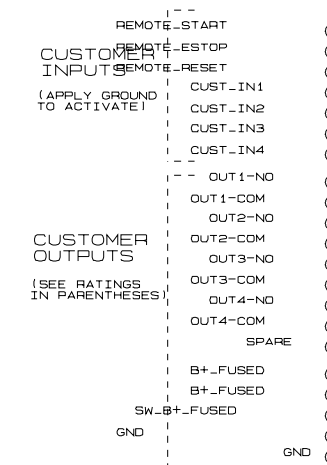 REMOTE_START
REMOTE_ESTOP
CUSTOMER
INPUTS
REMOTE_RESET
(APPLY GROUND
TO ACTIVATE)
CUST_IN1
CUST_IN2
CUST_IN3
CUST_IN4
OUT1-NO
OUT1-COM
OUT2-NO
CUSTOMER
OUTPUTS
OUT2-COM
OUT3-NO
(SEE RATINGS
IN PARENTHESES)
OUT3-COM
OUT4-NO
OUT4-COM
SPARE
B+_FUSED
B+_FUSED
SW_B+_FUSED
GND
GND